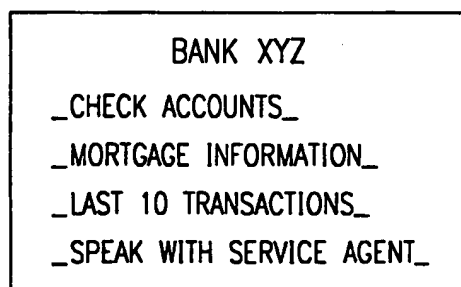 BANK XYZ
_CHECK ACCOUNTS_
_MORTGAGE INFORMATION_
_LAST 10 TRANSACTIONS_
_SPEAK WITH SERVICE AGENT_